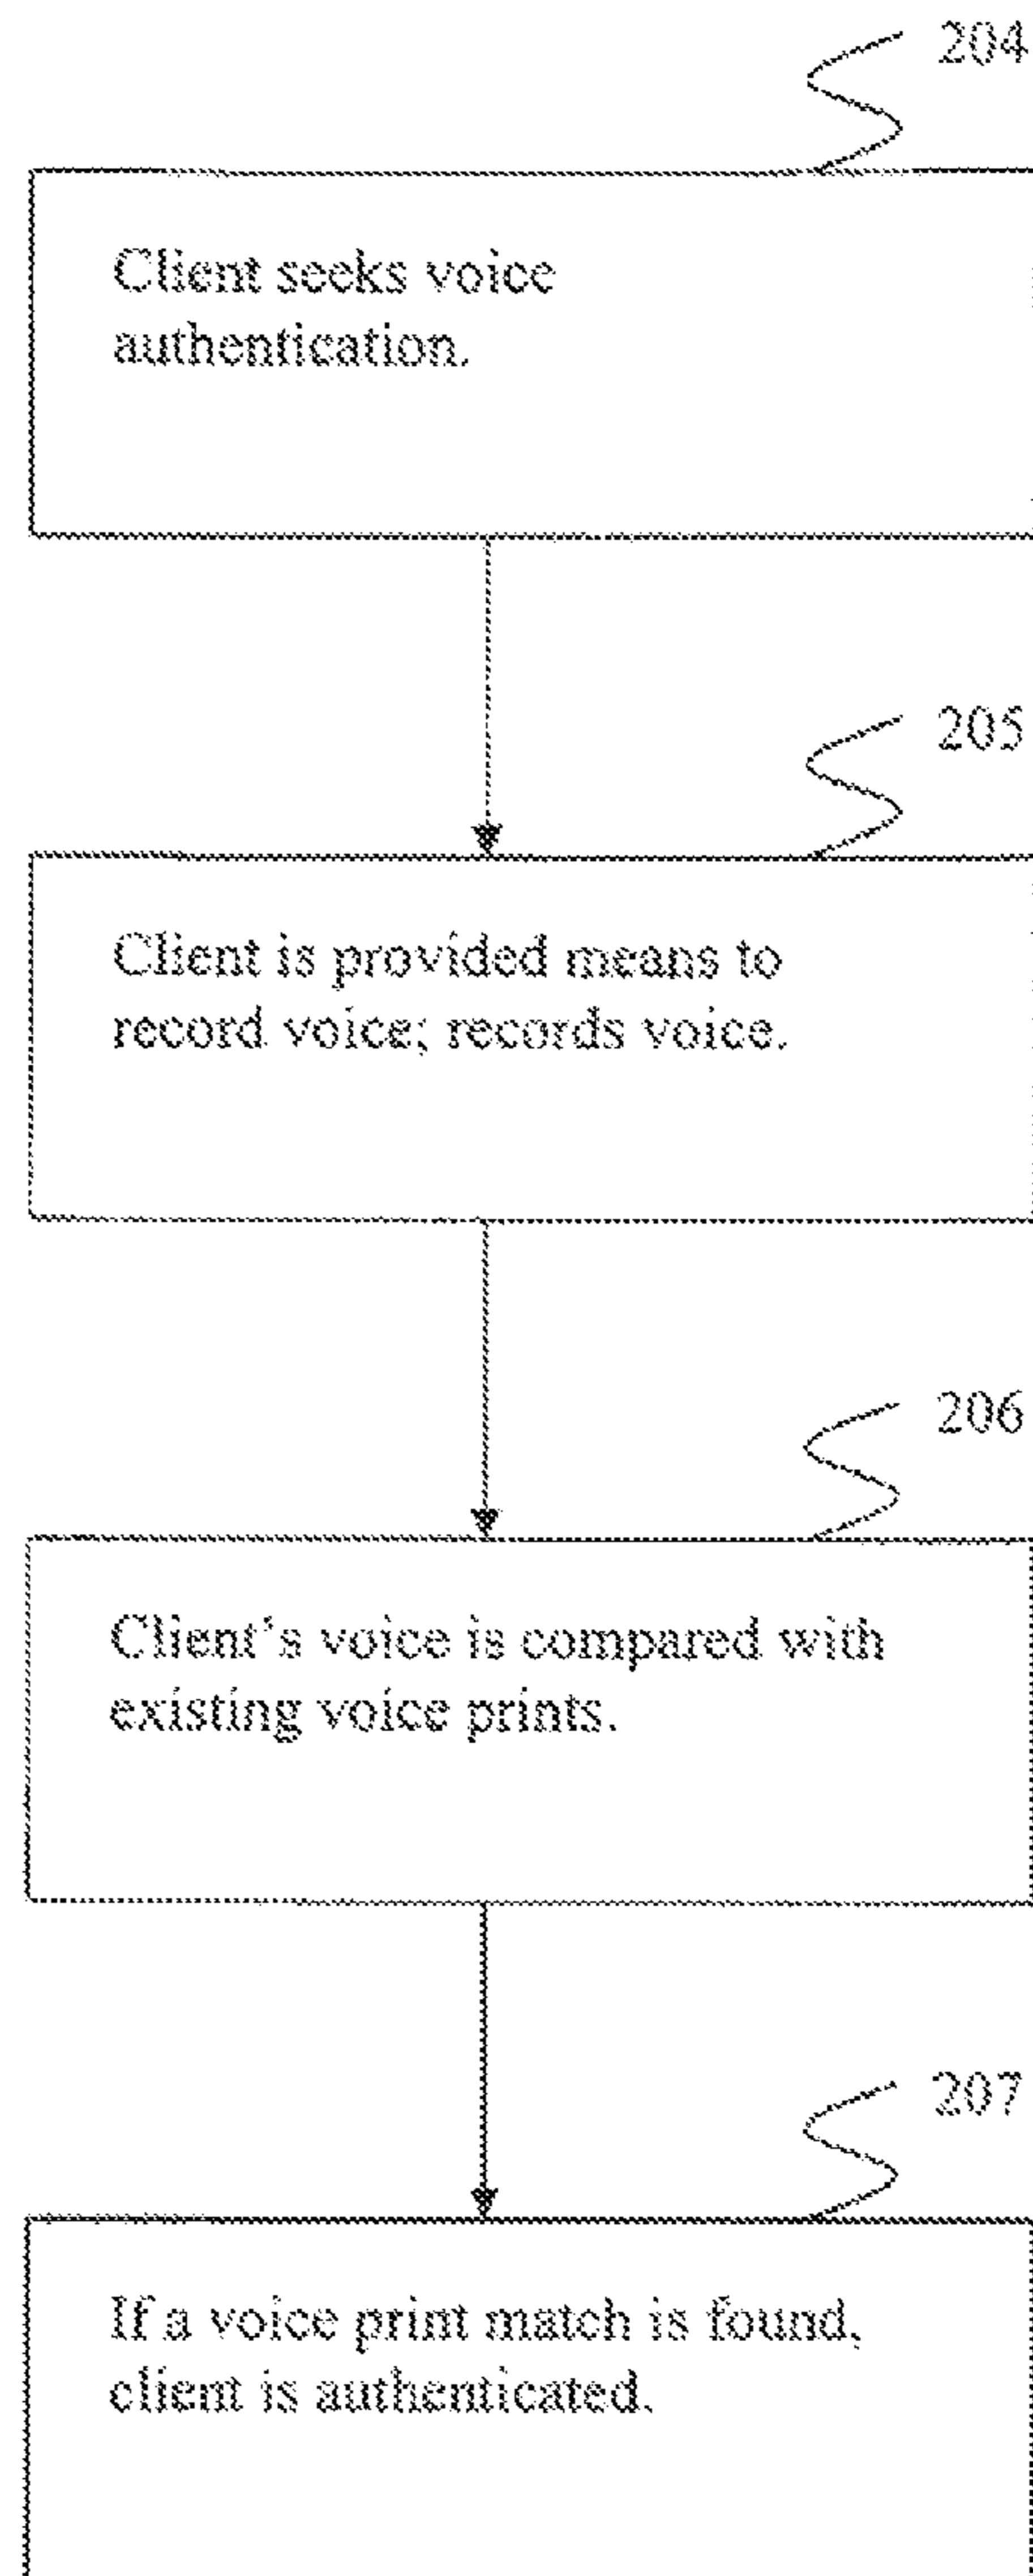 204
Client seeks voice
authentication.
205
Client is provided means to
record voice; records voice.
206
Client's voice is compared with
existing voice prints.
207
If a voice print match is found,
client is authenticated.